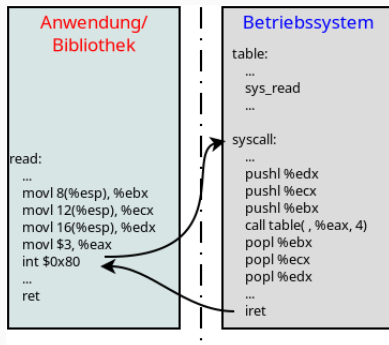 Anwendung/
Bibliothek
read:
...
movl 8(%esp), %ebx
movl 12(%esp), %ecx
movl 16(%esp), %edx
movl $3, %eax
int $0x80
...
ret
Betriebssystem
table:
...
sys_read
...
syscall:
...
pushl %edx
pushl %ecx
pushl %ebx
call table( , %eax, 4)
popl %ebx
popl %ecx
popl %edx
...
iret